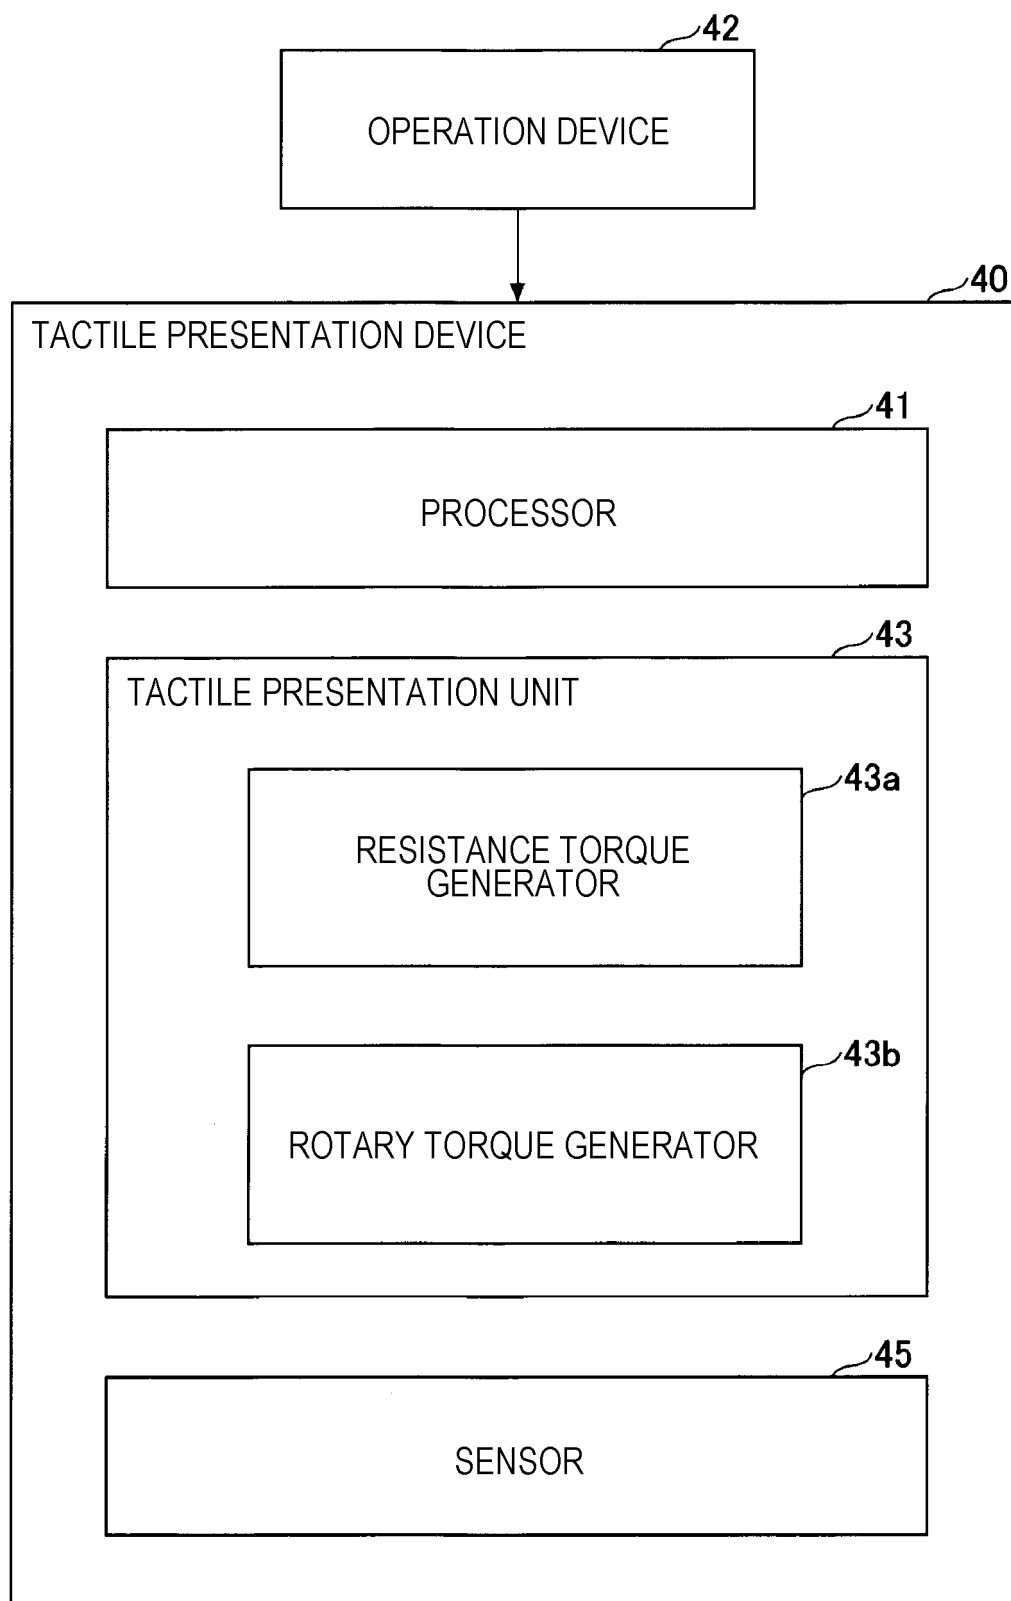 42
OPERATION DEVICE
40
TACTILE PRESENTATION DEVICE
41
PROCESSOR
43
TACTILE PRESENTATION UNIT
43a
RESISTANCE TORQUE
GENERATOR
43b
ROTARY TORQUE GENERATOR
45
SENSOR